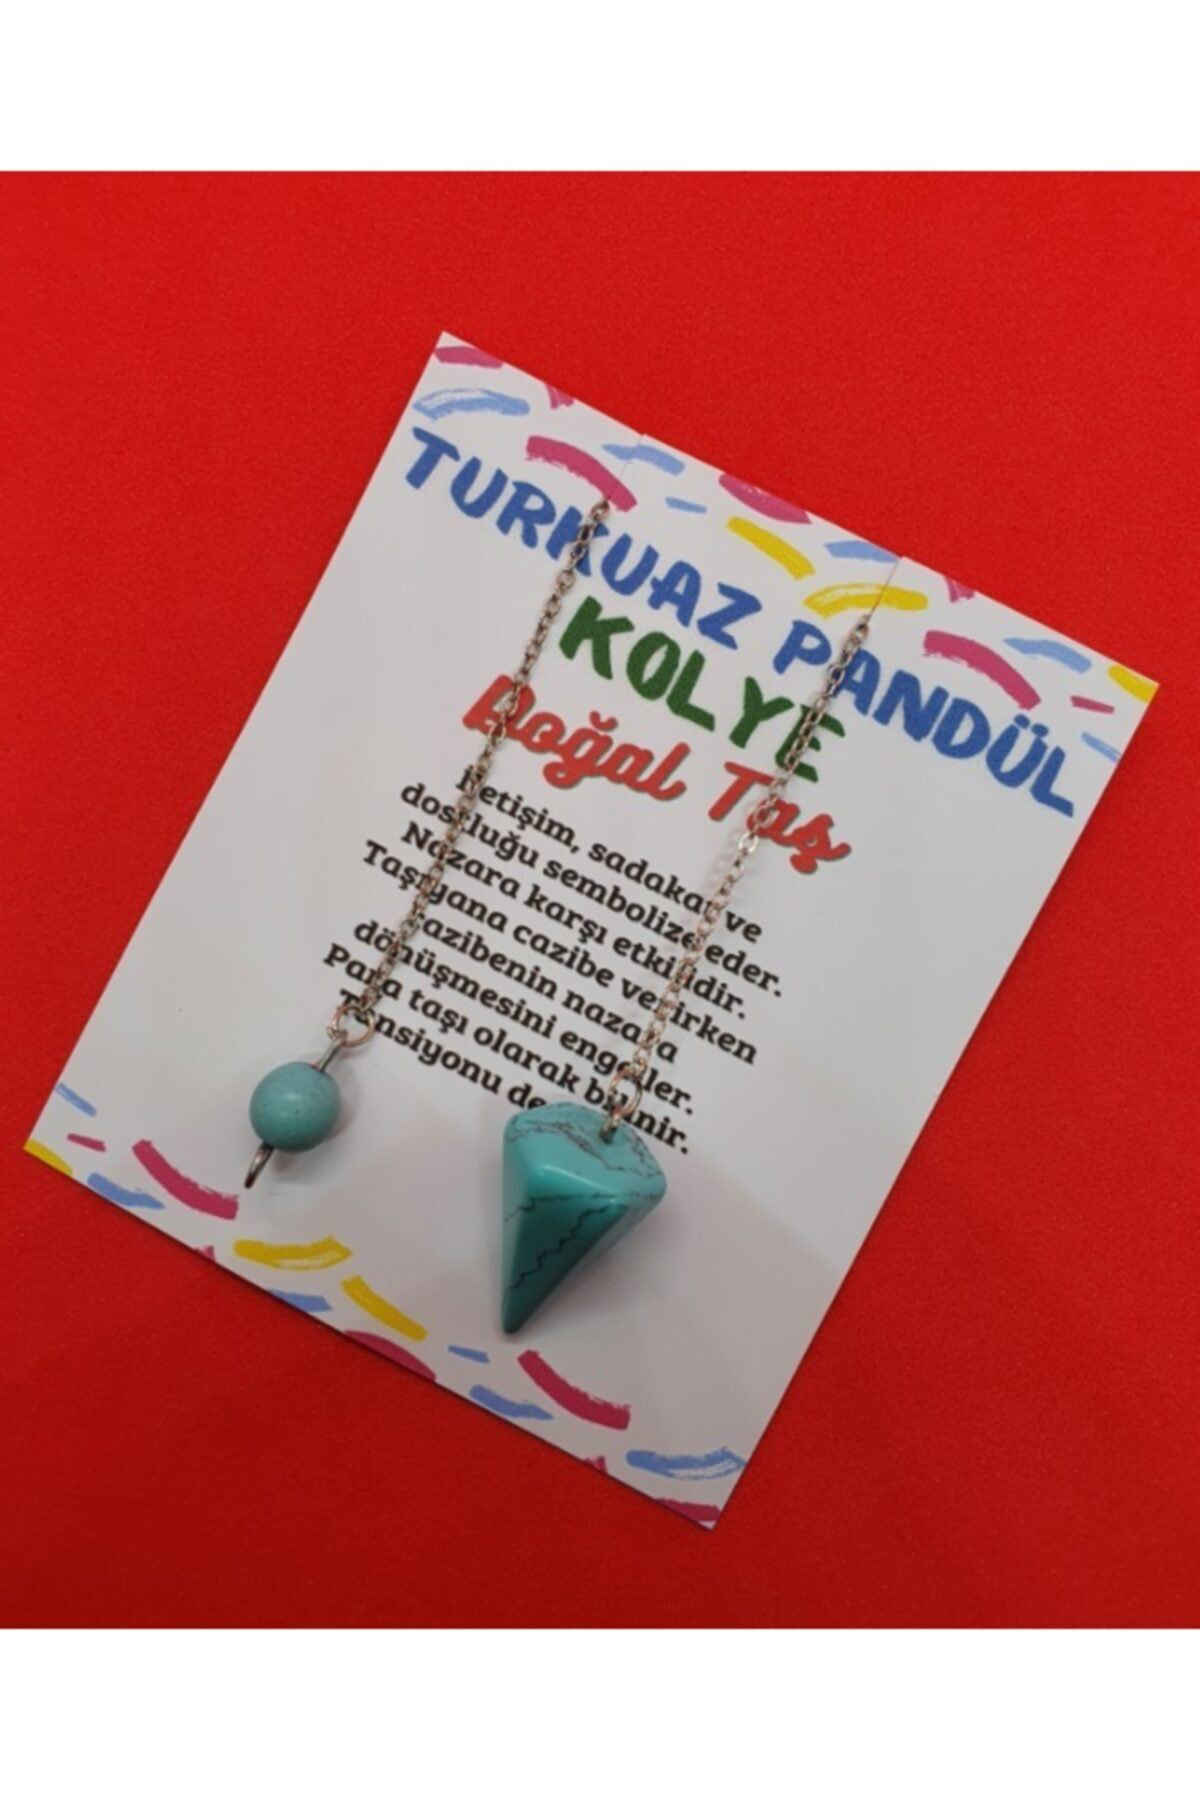 TURKUAZ PANDÜL
KOLYE
Doğal Taş
İletişim, sadakat ve
dostluğu sembolize eder.
Nazara karşı etkilidir.
Taşıyana cazibe verirken
cazibenin nazara
dönüşmesini engeller.
Para taşı olarak bilinir.
Tansiyonu